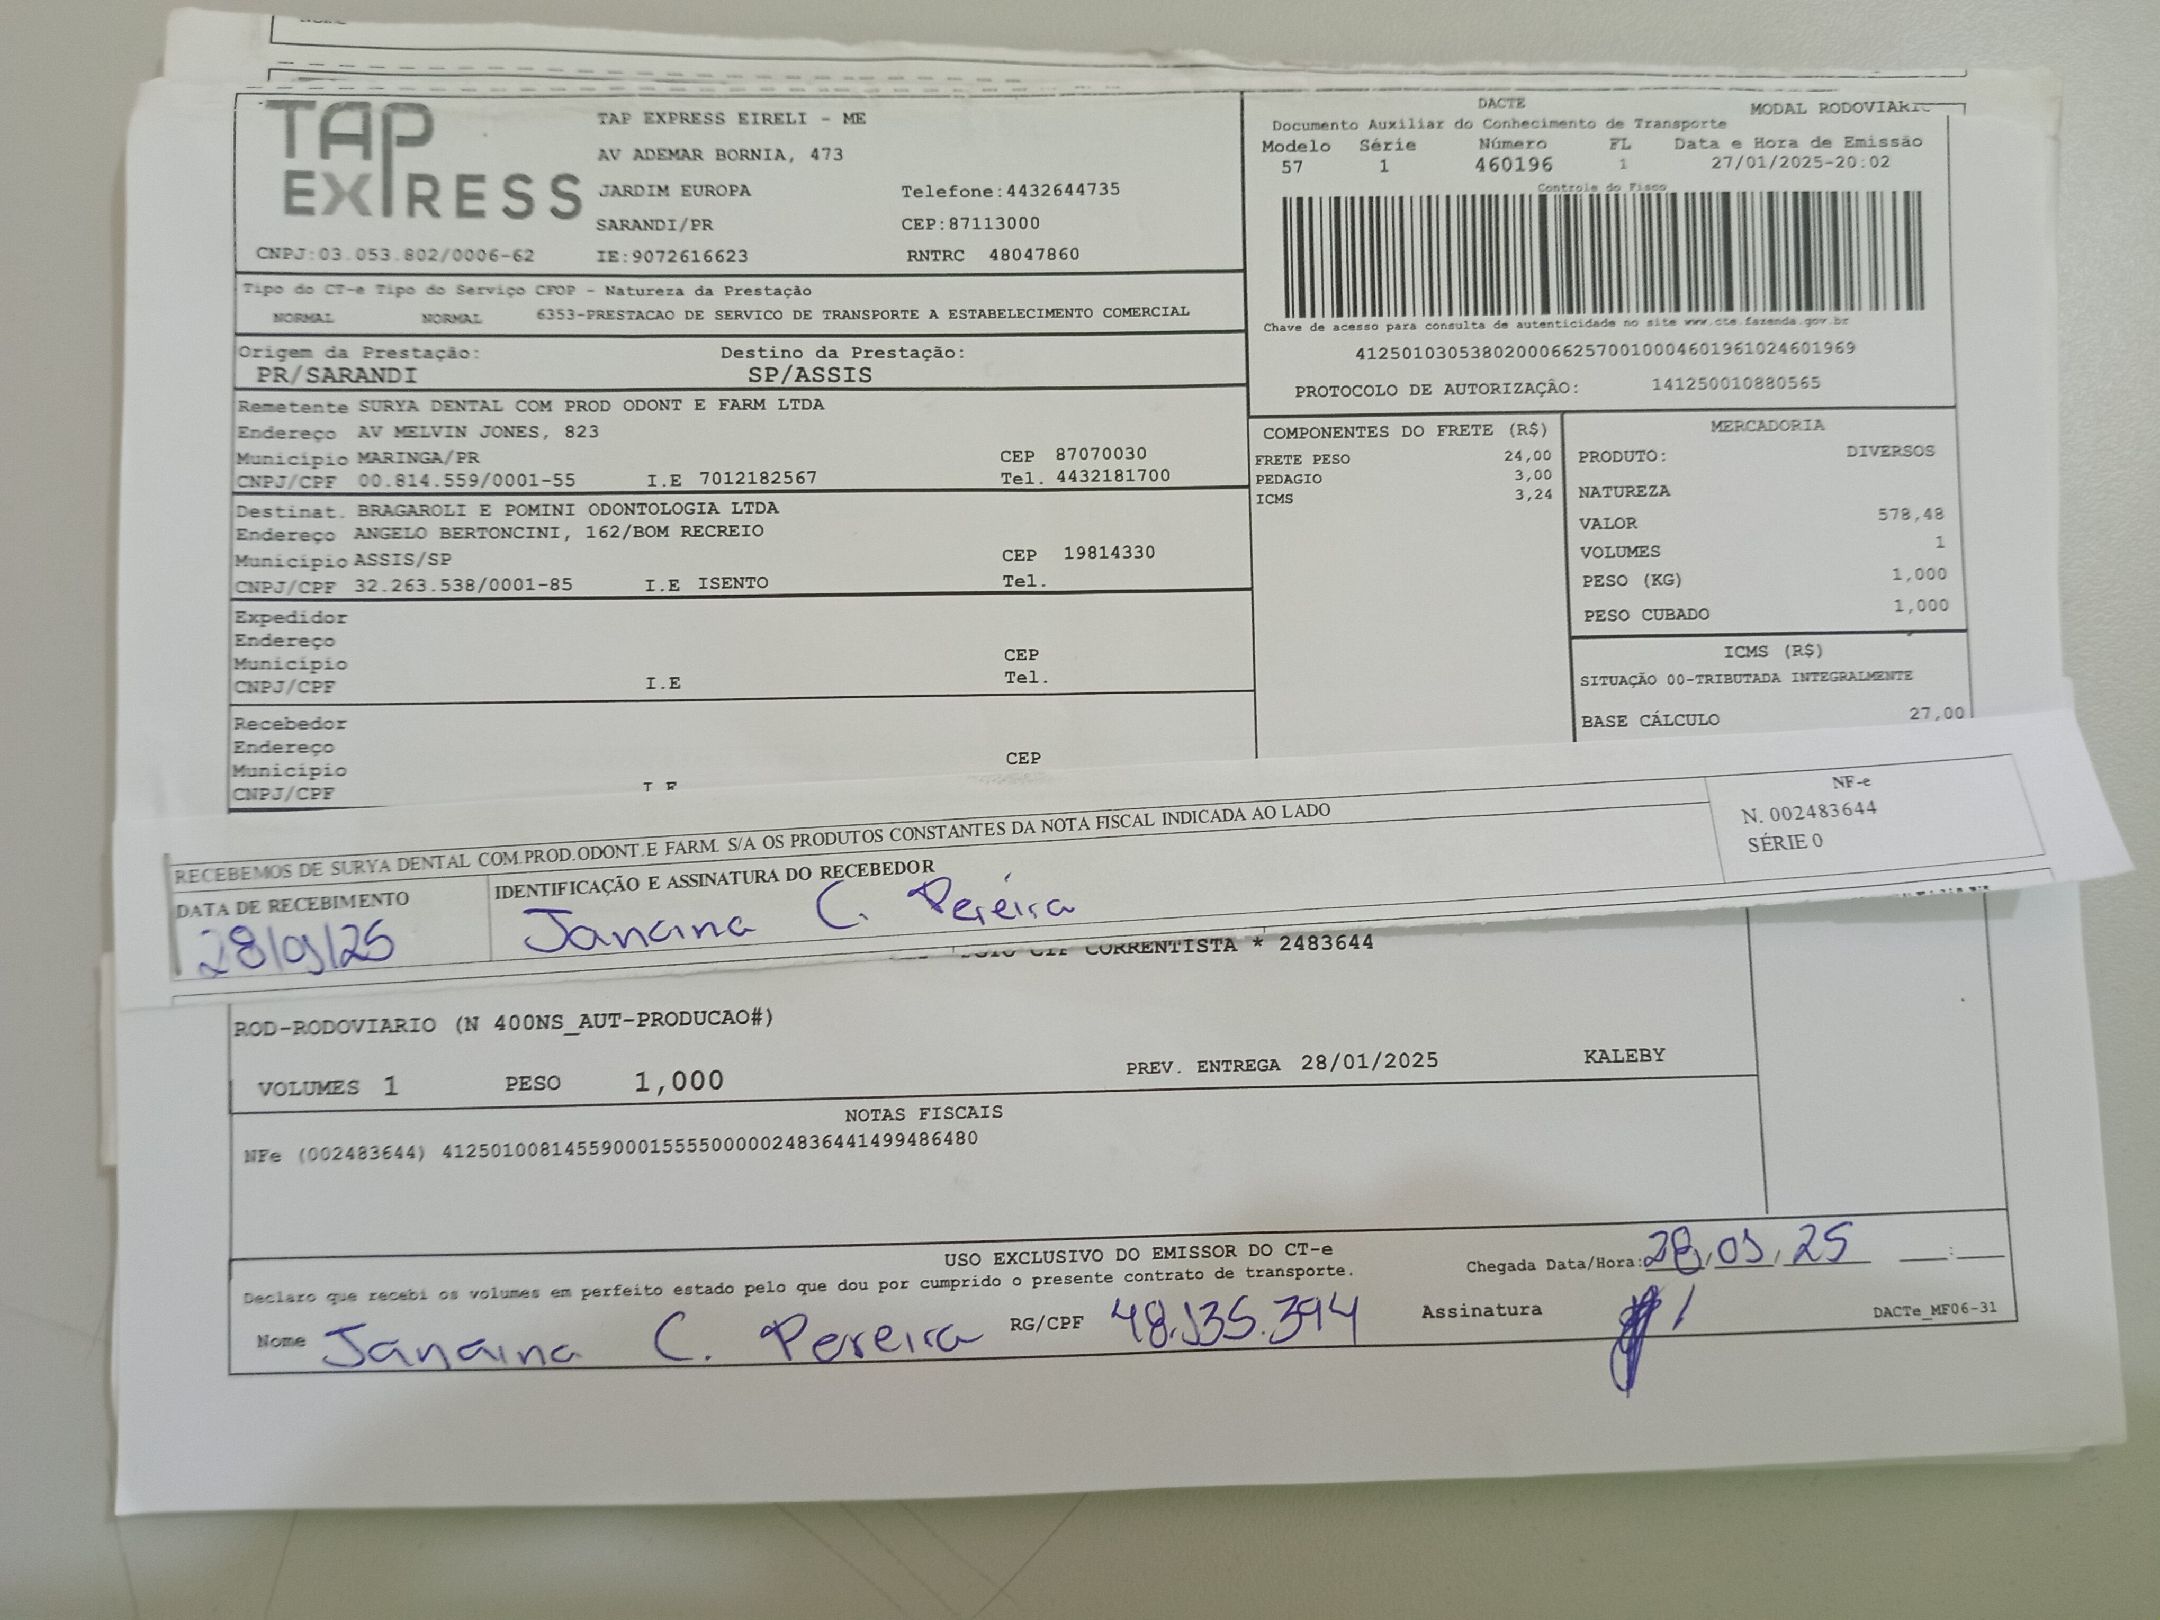 TAP EXPRESS
TAP EXPRESS EIRELI - ME
AV ADEMAR BORNIA, 473
JARDIM EUROPA Telefone:4432644735
SARANDI/PR CEP:87113000
CNPJ:03.053.802/0006-62 IE:9072616623 RNTRC 48047860
DACTE MODAL RODOVIARIO
Documento Auxiliar do Conhecimento de Transporte
Modelo Série Número FL Data e Hora de Emissão
57 1 460196 1 27/01/2025-20:02
Controle do Fisco
Chave de acesso para consulta de autenticidade no site www.cte.fazenda.gov.br
41250103053802000662570010004601961024601969
PROTOCOLO DE AUTORIZAÇÃO: 141250010880565
Tipo do CT-e Tipo do Serviço CFOP - Natureza da Prestação
NORMAL NORMAL 6353-PRESTACAO DE SERVICO DE TRANSPORTE A ESTABELECIMENTO COMERCIAL
Origem da Prestação: Destino da Prestação:
PR/SARANDI SP/ASSIS
Remetente SURYA DENTAL COM PROD ODONT E FARM LTDA
Endereço AV MELVIN JONES, 823
Município MARINGA/PR CEP 87070030
CNPJ/CPF 00.814.559/0001-55 I.E 7012182567 Tel. 4432181700
Destinat. BRAGAROLI E POMINI ODONTOLOGIA LTDA
Endereço ANGELO BERTONCINI, 162/BOM RECREIO
Município ASSIS/SP CEP 19814330
CNPJ/CPF 32.263.538/0001-85 I.E ISENTO Tel.
Expedidor
Endereço
Município CEP
CNPJ/CPF I.E Tel.
Recebedor
Endereço
Município CEP
CNPJ/CPF I.E
COMPONENTES DO FRETE (R$)
FRETE PESO 24,00
PEDAGIO 3,00
ICMS 3,24
MERCADORIA
PRODUTO: DIVERSOS
NATUREZA
VALOR 578,48
VOLUMES 1
PESO (KG) 1,000
PESO CUBADO 1,000
ICMS (R$)
SITUAÇÃO 00-TRIBUTADA INTEGRALMENTE
BASE CÁLCULO 27,00
RECEBEMOS DE SURYA DENTAL COM.PROD.ODONT.E FARM. S/A OS PRODUTOS CONSTANTES DA NOTA FISCAL INDICADA AO LADO
DATA DE RECEBIMENTO IDENTIFICAÇÃO E ASSINATURA DO RECEBEDOR
28/01/25 Janaina C. Pereira
NF-e
N. 002483644
SÉRIE 0
CIF CORRENTISTA * 2483644
ROD-RODOVIARIO (N 400NS_AUT-PRODUCAO#)
VOLUMES 1 PESO 1,000 PREV. ENTREGA 28/01/2025 KALEBY
NOTAS FISCAIS
NFe (002483644) 41250100814559000155550000024836441499486480
USO EXCLUSIVO DO EMISSOR DO CT-e
Declaro que recebi os volumes em perfeito estado pelo que dou por cumprido o presente contrato de transporte. Chegada Data/Hora: 28,01,25 :
Nome Janaina C. Pereira RG/CPF 48.135.394 Assinatura DACTe_MF06-31